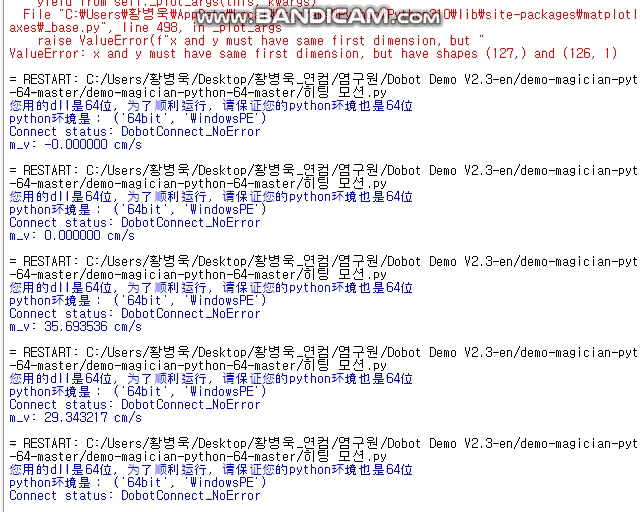 yield from self._plot_args(this, kwargs)
www.BANDICAM.com
File "C:₩Users₩황병욱₩
Python310₩lib₩site-packages₩matplotl
axes₩_base.py", line 498, in _plot_args
raise ValueError(f"x and y must have same first dimension, but "
ValueError: x and y must have same first dimension, but have shapes (127,) and (126, 1)
= RESTART: C:/Users/황병욱/Desktop/황병욱_연컴/염구원/Dobot Demo V2.3-en/demo-magician-pyt
-64-master/demo-magician-python-64-master/히팅 모션.py
您用的dll是64位，为了顺利运行，请保证您的python环境也是64位
python环境是： ('64bit', 'WindowsPE')
Connect status: DobotConnect_NoError
m_v: -0.000000 cm/s
= RESTART: C:/Users/황병욱/Desktop/황병욱_연컴/염구원/Dobot Demo V2.3-en/demo-magician-pyt
-64-master/demo-magician-python-64-master/히팅 모션.py
您用的dll是64位，为了顺利运行，请保证您的python环境也是64位
python环境是： ('64bit', 'WindowsPE')
Connect status: DobotConnect_NoError
m_v: 0.000000 cm/s
= RESTART: C:/Users/황병욱/Desktop/황병욱_연컴/염구원/Dobot Demo V2.3-en/demo-magician-pyt
-64-master/demo-magician-python-64-master/히팅 모션.py
您用的dll是64位，为了顺利运行，请保证您的python环境也是64位
python环境是： ('64bit', 'WindowsPE')
Connect status: DobotConnect_NoError
m_v: 35.693536 cm/s
= RESTART: C:/Users/황병욱/Desktop/황병욱_연컴/염구원/Dobot Demo V2.3-en/demo-magician-pyt
-64-master/demo-magician-python-64-master/히팅 모션.py
您用的dll是64位，为了顺利运行，请保证您的python环境也是64位
python环境是： ('64bit', 'WindowsPE')
Connect status: DobotConnect_NoError
m_v: 29.343217 cm/s
= RESTART: C:/Users/황병욱/Desktop/황병욱_연컴/염구원/Dobot Demo V2.3-en/demo-magician-pyt
-64-master/demo-magician-python-64-master/히팅 모션.py
您用的dll是64位，为了顺利运行，请保证您的python环境也是64位
python环境是： ('64bit', 'WindowsPE')
Connect status: DobotConnect_NoError